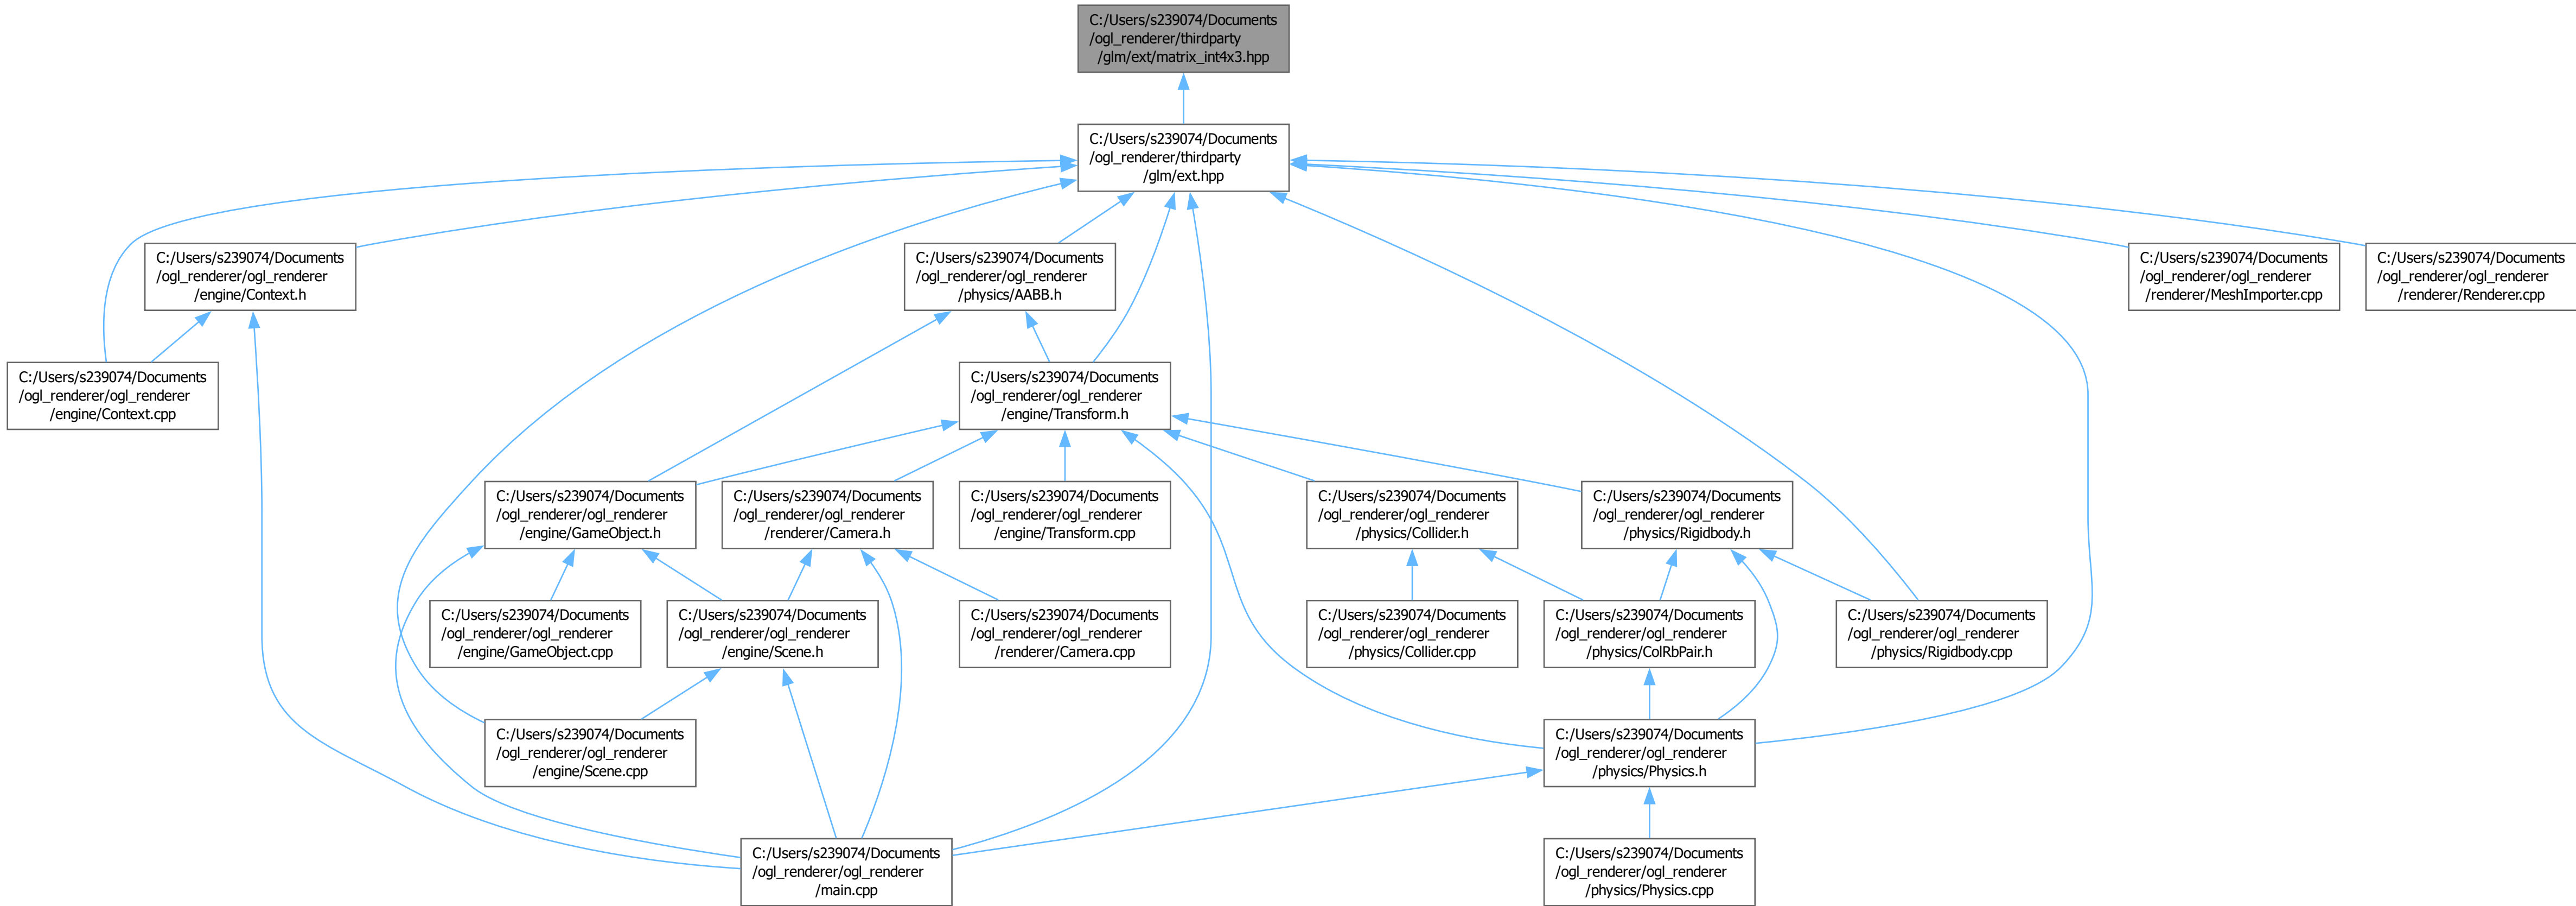 C:/Users/s239074/Documents
/ogl_renderer/thirdparty
/glm/ext/matrix_int4x3.hpp
C:/Users/s239074/Documents
/ogl_renderer/thirdparty
/glm/ext.hpp
C:/Users/s239074/Documents
/ogl_renderer/ogl_renderer
/engine/Context.h
C:/Users/s239074/Documents
/ogl_renderer/ogl_renderer
/physics/AABB.h
C:/Users/s239074/Documents
/ogl_renderer/ogl_renderer
/renderer/MeshImporter.cpp
C:/Users/s239074/Documents
/ogl_renderer/ogl_renderer
/renderer/Renderer.cpp
C:/Users/s239074/Documents
/ogl_renderer/ogl_renderer
/engine/Context.cpp
C:/Users/s239074/Documents
/ogl_renderer/ogl_renderer
/engine/Transform.h
C:/Users/s239074/Documents
/ogl_renderer/ogl_renderer
/engine/GameObject.h
C:/Users/s239074/Documents
/ogl_renderer/ogl_renderer
/renderer/Camera.h
C:/Users/s239074/Documents
/ogl_renderer/ogl_renderer
/engine/Transform.cpp
C:/Users/s239074/Documents
/ogl_renderer/ogl_renderer
/physics/Collider.h
C:/Users/s239074/Documents
/ogl_renderer/ogl_renderer
/physics/Rigidbody.h
C:/Users/s239074/Documents
/ogl_renderer/ogl_renderer
/engine/GameObject.cpp
C:/Users/s239074/Documents
/ogl_renderer/ogl_renderer
/engine/Scene.h
C:/Users/s239074/Documents
/ogl_renderer/ogl_renderer
/renderer/Camera.cpp
C:/Users/s239074/Documents
/ogl_renderer/ogl_renderer
/physics/Collider.cpp
C:/Users/s239074/Documents
/ogl_renderer/ogl_renderer
/physics/ColRbPair.h
C:/Users/s239074/Documents
/ogl_renderer/ogl_renderer
/physics/Rigidbody.cpp
C:/Users/s239074/Documents
/ogl_renderer/ogl_renderer
/engine/Scene.cpp
C:/Users/s239074/Documents
/ogl_renderer/ogl_renderer
/physics/Physics.h
C:/Users/s239074/Documents
/ogl_renderer/ogl_renderer
/main.cpp
C:/Users/s239074/Documents
/ogl_renderer/ogl_renderer
/physics/Physics.cpp